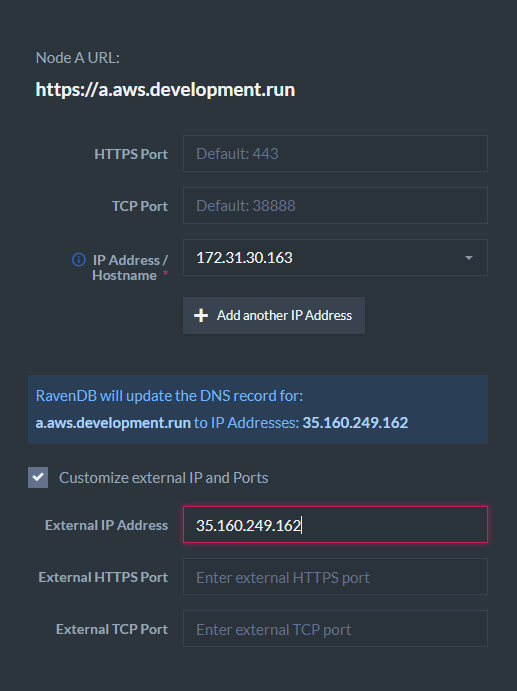 Node A URL:
https://a.aws.development.run
HTTPS Port
Default: 443
TCP Port
Default: 38888
IP Address /
Hostname *
172.31.30.163
Add another IP Address
RavenDB will update the DNS record for:
a.aws.development.run to IP Addresses: 35.160.249.162
Customize external IP and Ports
External IP Address
35.160.249.162
External HTTPS Port
Enter external HTTPS port
External TCP Port
Enter external TCP port